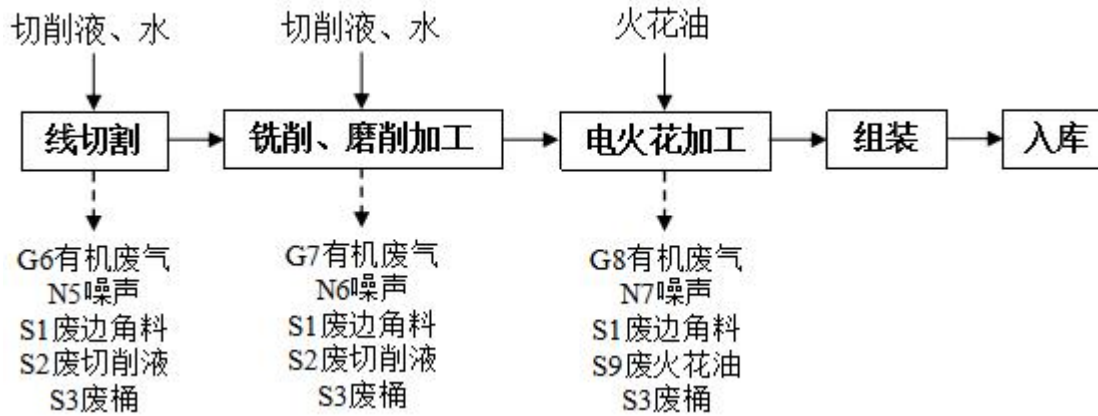 切削液、水
切削液、水
火花油
线切割
铣削、磨削加工
电火花加工
组装
入库
G6有机废气
N5噪声
S1废边角料
S2废切削液
S3废桶
G7有机废气
N6噪声
S1废边角料
S2废切削液
S3废桶
G8有机废气
N7噪声
S1废边角料
S9废火花油
S3废桶